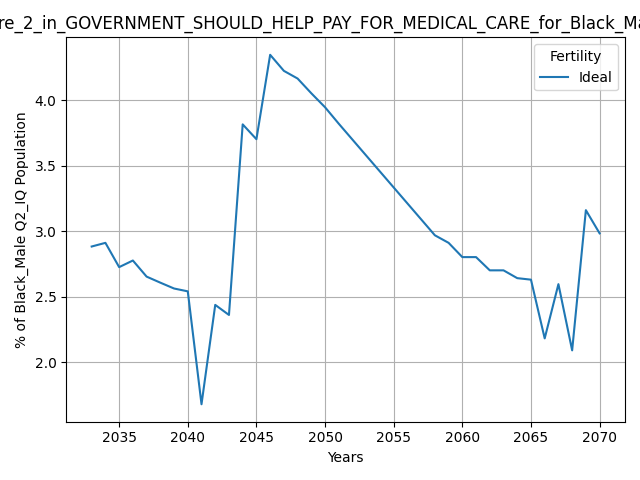 re_2_in_GOVERNMENT_SHOULD_HELP_PAY_FOR_MEDICAL_CARE_for_Black_Ma
Fertility
Ideal
% of Black_Male Q2_IQ Population
4.0
3.5
3.0
2.5
2.0
2035 2040 2045 2050 2055 2060 2065 2070
Years